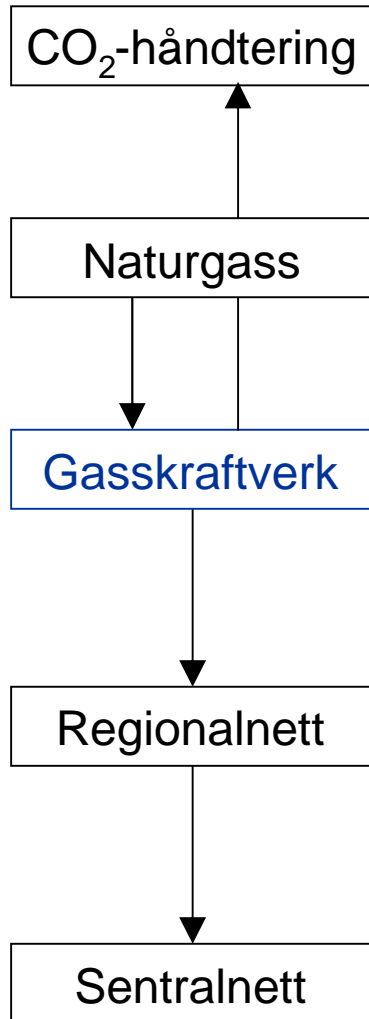 CO₂-håndtering
Naturgass
Gasskraftverk
Regionalnett
Sentralnett